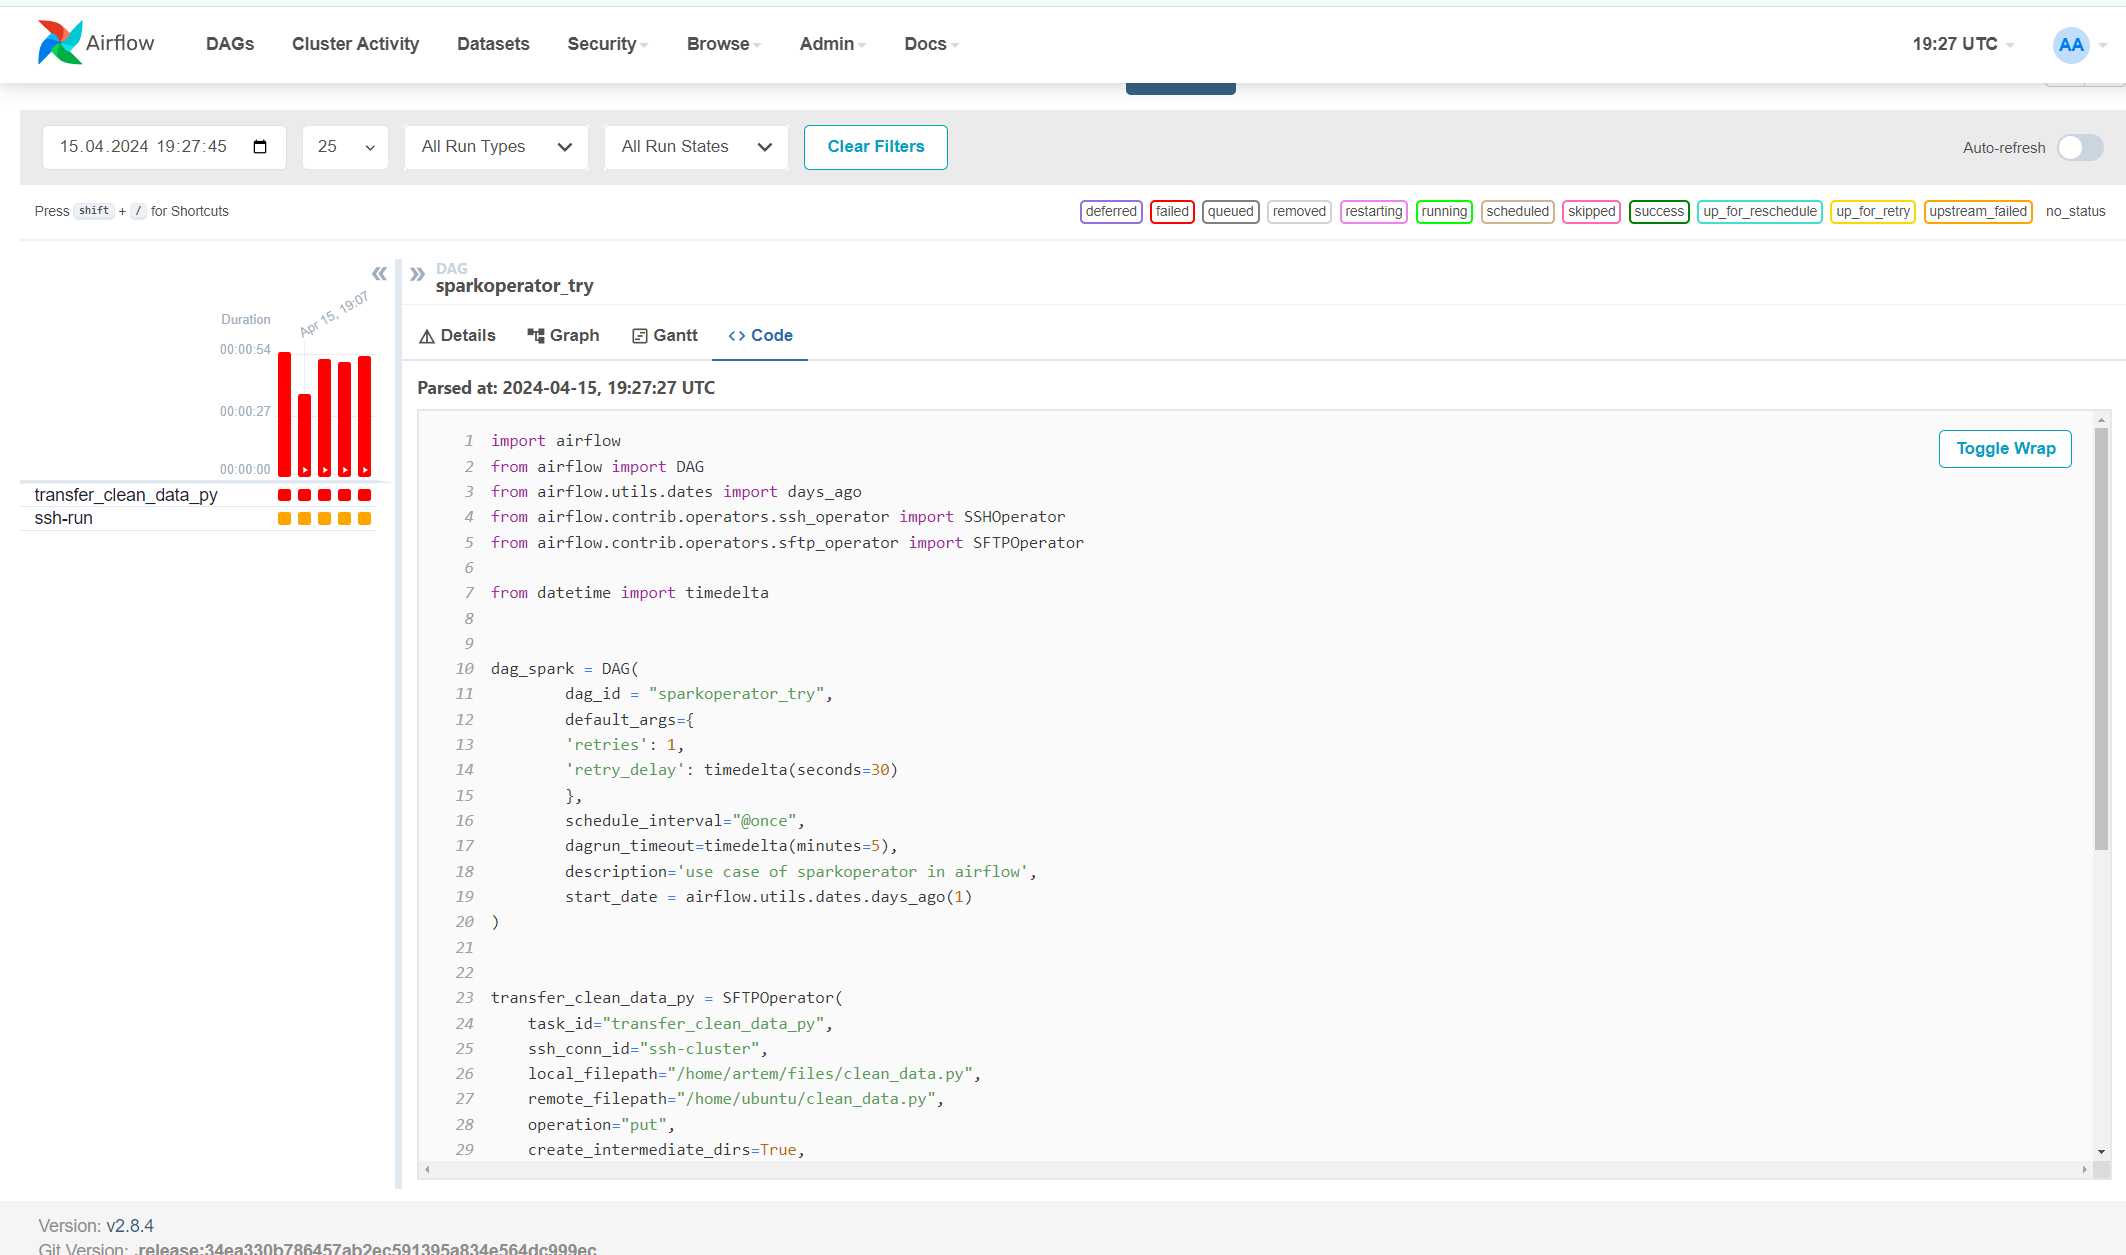 Airflow
DAGs Cluster Activity Datasets Security Browse Admin Docs 19:27 UTC AA
15.04.2024 19:27:45 25 All Run Types All Run States Clear Filters Auto-refresh
Press shift + / for Shortcuts deferred failed queued removed restarting running scheduled skipped success up_for_reschedule up_for_retry upstream_failed no_status
DAG
sparkoperator_try
Apr 15, 19:07
Duration
00:00:54
00:00:27
00:00:00
transfer_clean_data_py
ssh-run
Details Graph Gantt <> Code
Parsed at: 2024-04-15, 19:27:27 UTC
Toggle Wrap
1 import airflow
2 from airflow import DAG
3 from airflow.utils.dates import days_ago
4 from airflow.contrib.operators.ssh_operator import SSHOperator
5 from airflow.contrib.operators.sftp_operator import SFTPOperator
6
7 from datetime import timedelta
8
9
10 dag_spark = DAG(
11 dag_id = "sparkoperator_try",
12 default_args={
13 'retries': 1,
14 'retry_delay': timedelta(seconds=30)
15 },
16 schedule_interval="@once",
17 dagrun_timeout=timedelta(minutes=5),
18 description='use case of sparkoperator in airflow',
19 start_date = airflow.utils.dates.days_ago(1)
20 )
21
22
23 transfer_clean_data_py = SFTPOperator(
24 task_id="transfer_clean_data_py",
25 ssh_conn_id="ssh-cluster",
26 local_filepath="/home/artem/files/clean_data.py",
27 remote_filepath="/home/ubuntu/clean_data.py",
28 operation="put",
29 create_intermediate_dirs=True,
Version: v2.8.4
Git Version: .release:34ea330b786457ab2ec591395a834e564dc999ec